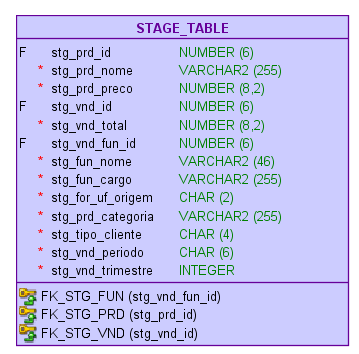 STAGE_TABLE
F stg_prd_id NUMBER (6)
* stg_prd_nome VARCHAR2 (255)
* stg_prd_preco NUMBER (8,2)
F stg_vnd_id NUMBER (6)
* stg_vnd_total NUMBER (8,2)
F stg_vnd_fun_id NUMBER (6)
* stg_fun_nome VARCHAR2 (46)
* stg_fun_cargo VARCHAR2 (255)
* stg_for_uf_origem CHAR (2)
* stg_prd_categoria VARCHAR2 (255)
* stg_tipo_cliente CHAR (4)
* stg_vnd_periodo CHAR (6)
* stg_vnd_trimestre INTEGER
FK_STG_FUN (stg_vnd_fun_id)
FK_STG_PRD (stg_prd_id)
FK_STG_VND (stg_vnd_id)